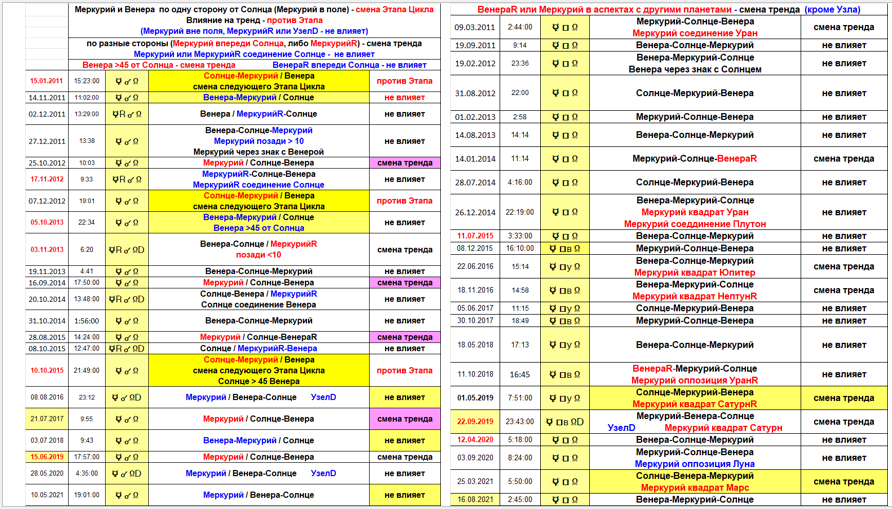 Меркурий и Венера по одну сторону от Солнца (Меркурий в поле) - смена Этапа Цикла
Влияние на тренд - против Этапа
(Меркурий вне поля, МеркурийR или УзелD - не влияет)
по разные стороны (Меркурий впереди Солнца, либо МеркурийR) - смена тренда
Меркурий или МеркурийR соединение Солнце - не влияет
Венера >45 от Солнца - смена тренда ВенераR впереди Солнца - не влияет
15.01.2011 15:23:00 ☿ ☌ ☊ Солнце-Меркурий / Венера против Этапа
смена следующего Этапа Цикла
14.11.2011 11:02:00 ☿ ☌ ☊ Венера-Меркурий / Солнце не влияет
02.12.2011 13:29:00 ☿R ☌ ☊ Венера / МеркурийR-Солнце не влияет
27.12.2011 13:38 ☿ ☌ ☊ Венера-Солнце-Меркурий не влияет
Меркурий позади > 10
Меркурий через знак с Венерой
25.10.2012 10:03 ☿ ☌ ☊ Меркурий / Солнце-Венера смена тренда
17.11.2012 9:33 ☿R ☌ ☊ МеркурийR-Солнце-Венера не влияет
МеркурийR соединение Солнце
07.12.2012 19:01 ☿ ☌ ☊ Солнце-Меркурий / Венера против Этапа
смена следующего Этапа Цикла
05.10.2013 22:34 ☿ ☌ ☊ Венера-Меркурий / Солнце не влияет
Венера >45 от Солнца
03.11.2013 6:20 ☿R ☌ ☊D Венера-Солнце / МеркурийR смена тренда
позади <10
19.11.2013 4:41 ☿ ☌ ☊ Венера-Солнце-Меркурий не влияет
16.09.2014 17:50:00 ☿ ☌ ☊ Меркурий / Солнце-Венера смена тренда
20.10.2014 13:48:00 ☿R ☌ ☊D Солнце-Венера / МеркурийR не влияет
Солнце соединение Венера
31.10.2014 1:56:00 ☿ ☌ ☊ Венера-Солнце-Меркурий не влияет
28.08.2015 14:24:00 ☿ ☌ ☊ Меркурий / Солнце-ВенераR смена тренда
08.10.2015 12:47:00 ☿R ☌ ☊D Солнце / МеркурийR-Венера не влияет
10.10.2015 21:49:00 ☿ ☌ ☊ Солнце-Меркурий / Венера против Этапа
смена следующего Этапа Цикла
Солнце > 45 Венера
08.08.2016 23:12 ☿ ☌ ☊D Меркурий / Венера-Солнце УзелD не влияет
21.07.2017 9:55 ☿ ☌ ☊ Меркурий / Солнце-Венера смена тренда
03.07.2018 9:43 ☿ ☌ ☊ Венера-Меркурий / Солнце не влияет
15.06.2019 17:57:00 ☿ ☌ ☊ Меркурий / Солнце-Венера смена тренда
28.05.2020 4:35:00 ☿ ☌ ☊D Меркурий / Венера-Солнце УзелD не влияет
10.05.2021 19:01:00 ☿ ☌ ☊ Меркурий / Венера-Солнце не влияет
ВенераR или Меркурий в аспектах с другими планетами - смена тренда (кроме Узла)
09.03.2011 2:44:00 ☿ □ ☊ Меркурий-Солнце-Венера смена тренда
Меркурий соединение Уран
19.09.2011 9:14 ☿ □ ☊ Венера-Солнце-Меркурий не влияет
19.02.2012 23:36 ☿ □ ☊ Меркурий-Солнце-Венера не влияет
Венера через знак с Солнцем
31.08.2012 22:00 ☿ □ ☊ Солнце-Меркурий-Венера не влияет
01.02.2013 2:58 ☿ □ ☊ Меркурий-Солнце-Венера не влияет
14.08.2013 14:14 ☿ □ ☊ Венера-Солнце-Меркурий не влияет
14.01.2014 11:14 ☿ □ ☊ Меркурий-Солнце-ВенераR смена тренда
28.07.2014 4:16:00 ☿ □ ☊ Солнце-Меркурий-Венера не влияет
26.12.2014 22:19:00 ☿ □ ☊ Меркурий-Солнце-Венера не влияет
Меркурий квадрат Уран
Меркурий соеддинение Плутон
11.07.2015 3:33:00 ☿ □ ☊ Венера-Солнце-Меркурий не влияет
08.12.2015 16:10:00 ☿ □в ☊ Меркурий-Солнце-Венера не влияет
22.06.2016 15:14 ☿ □у ☊ Венера-Солнце-Меркурий смена тренда
Меркурий квадрат Юпитер
18.11.2016 14:58 ☿ □в ☊ Меркурий-Солнце-Венера смена тренда
Меркурий квадрат НептунR
05.06.2017 11:15 ☿ □у ☊ Солнце-Меркурий-Венера не влияет
30.10.2017 18:49 ☿ □в ☊ Меркурий-Солнце-Венера не влияет
18.05.2018 17:13 ☿ □у ☊ Венера-Солнце-Меркурий не влияет
11.10.2018 16:45 ☿ □в ☊ ВенераR-Меркурий-Солнце не влияет
Меркурий оппозиция УранR
01.05.2019 7:51:00 ☿ □у ☊ Солнце-Меркурий-Венера смена тренда
Меркурий квадрат СатурнR
22.09.2019 23:43:00 ☿ □в ☊D Меркурий-Венера-Солнце не влияет
УзелD Меркурий квадрат Сатурн
12.04.2020 5:18:00 ☿ □ ☊ Венера-Солнце-Меркурий не влияет
03.09.2020 8:24:00 ☿ □ ☊ Меркурий-Солнце-Венера не влияет
Меркурий оппозиция Луна
25.03.2021 5:50:00 ☿ □ ☊ Солнце-Венера-Меркурий смена тренда
Меркурий квадрат Марс
16.08.2021 2:45:00 ☿ □ ☊ Венера-Меркурий-Солнце не влияет